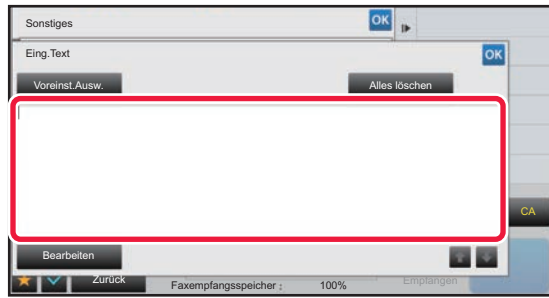 Sonstiges OK
Eing.Text OK
Voreinst.Ausw. Alles löschen
CA
Bearbeiten
Zurück Faxempfangsspeicher : 100% Empfangen